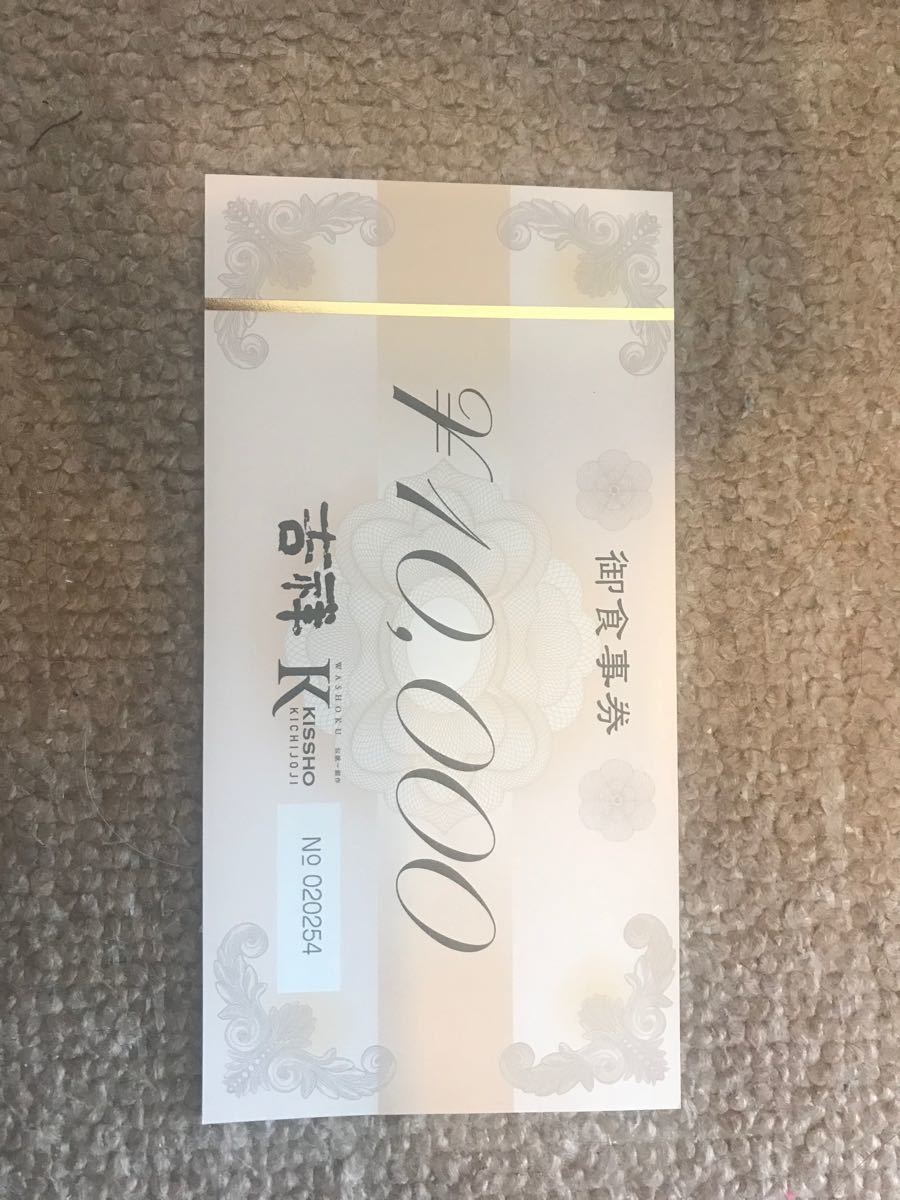 御食事券
¥10,000
吉祥
WASHOKU
K KISSHO
KICHIJOJI
No 020254